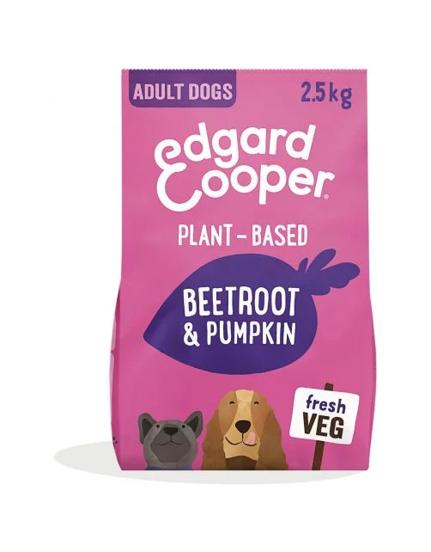 ADULT DOGS
2.5kg
edgard
Cooper®
PLANT-BASED
BEETROOT
& PUMPKIN
fresh
VEG